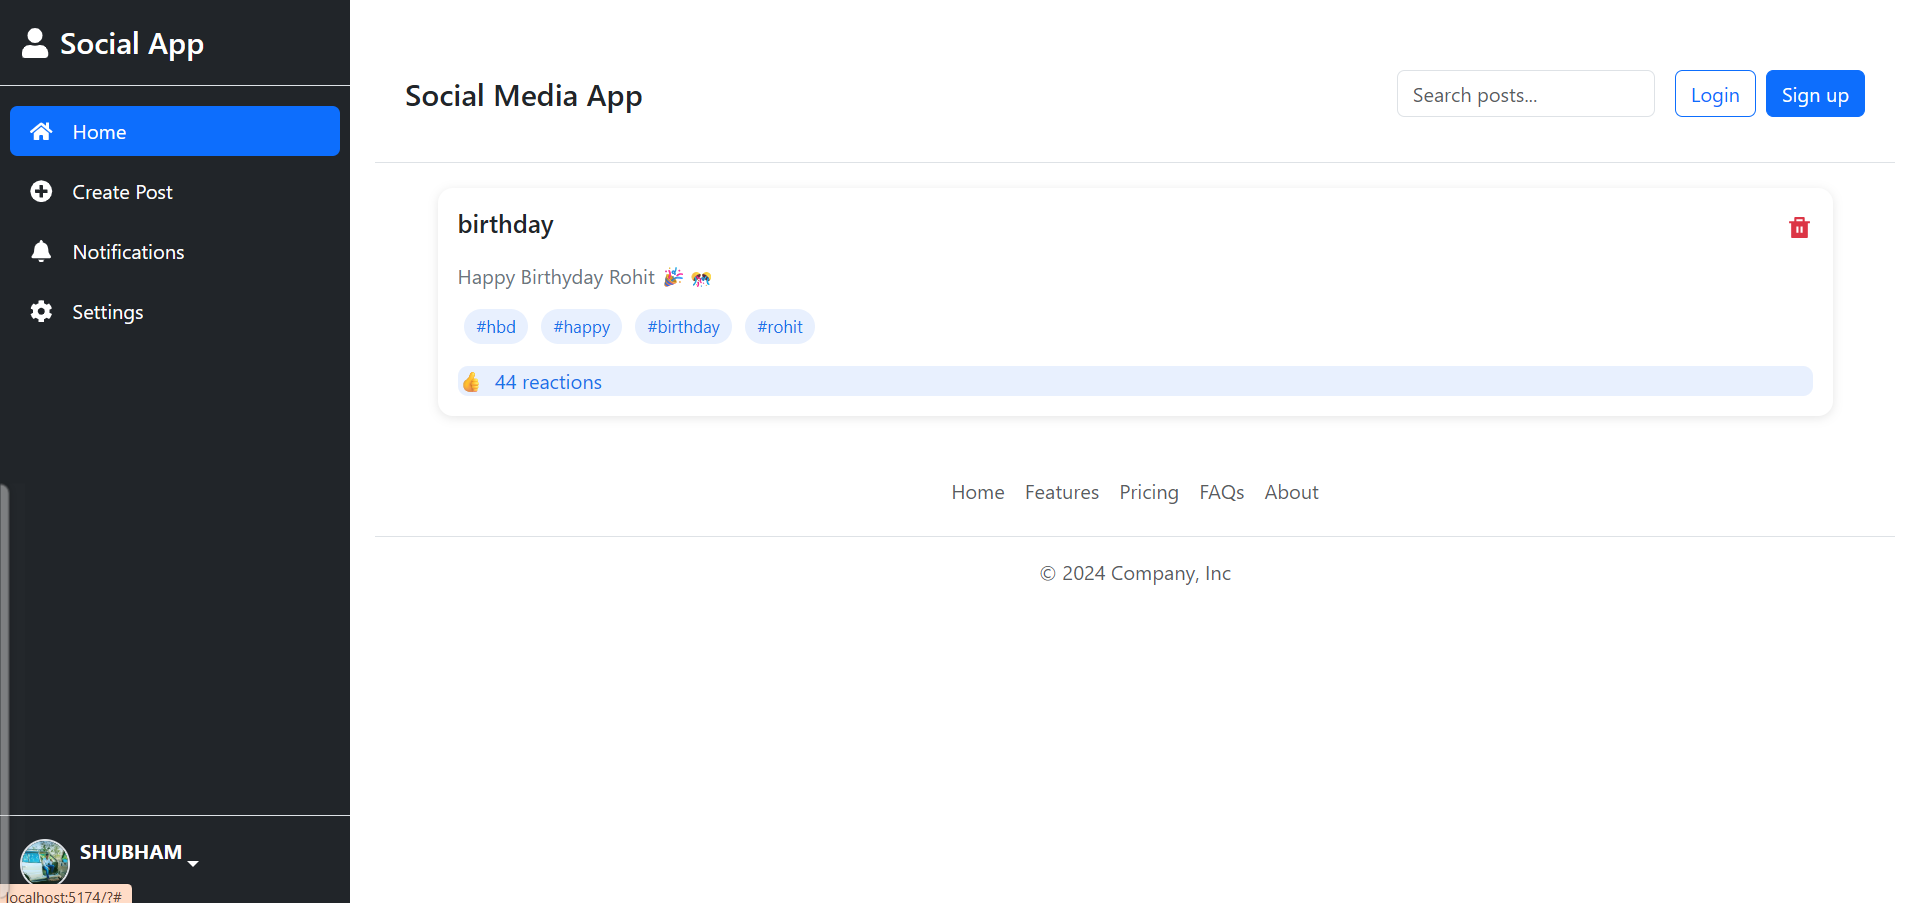 Social App
Home
Create Post
Notifications
Settings
SHUBHAM
localhost:5174/?#
Social Media App
Search posts...
Login
Sign up
birthday
Happy Birthyday Rohit 🎉 🎊
#hbd #happy #birthday #rohit
👍 44 reactions
Home Features Pricing FAQs About
© 2024 Company, Inc